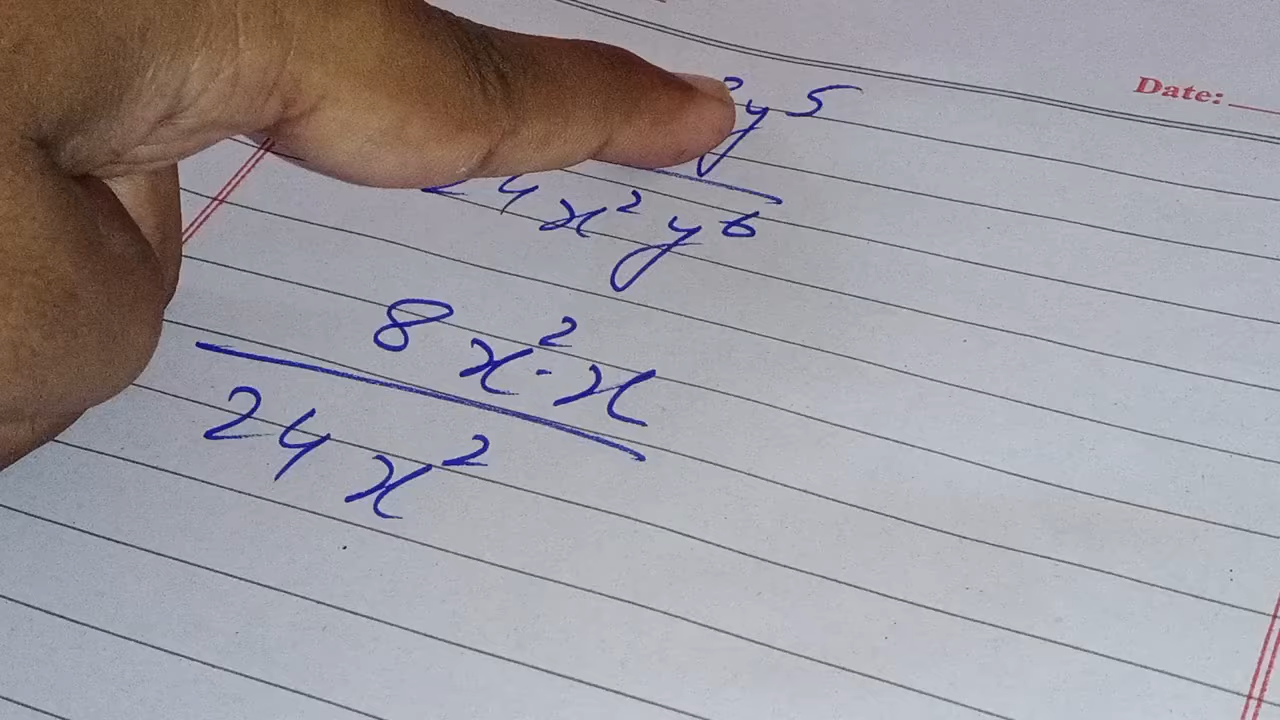 Date:
y⁵
24x²y⁶
8x²·x
24x²